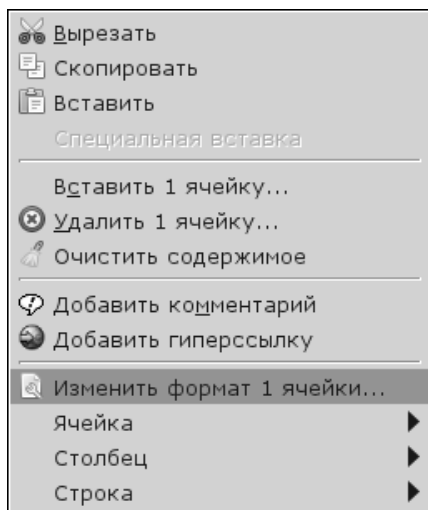 Вырезать
Скопировать
Вставить
Специальная вставка
Вставить 1 ячейку...
Удалить 1 ячейку...
Очистить содержимое
Добавить комментарий
Добавить гиперссылку
Изменить формат 1 ячейки...
Ячейка
Столбец
Строка